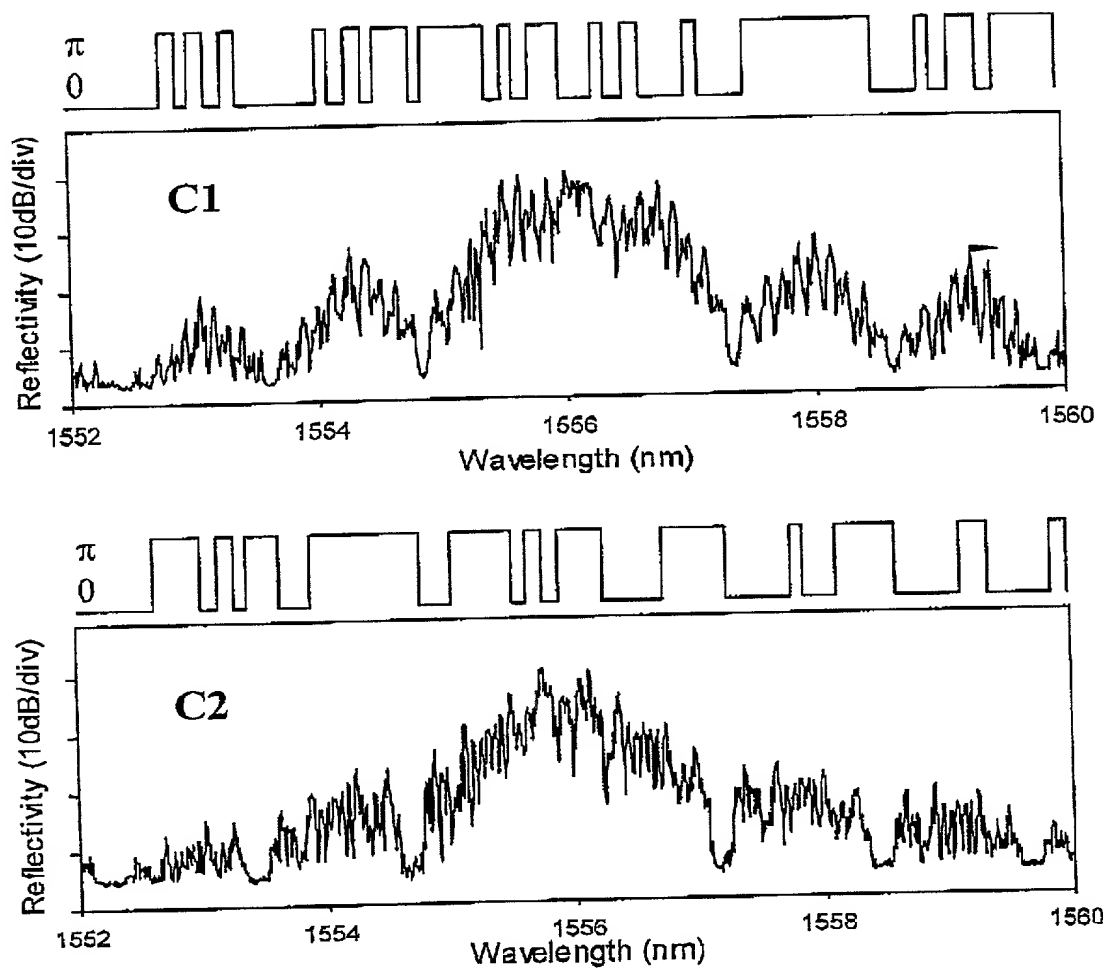 π
0
Reflectivity (10dB/div)
C1
1552 1554 1556 1558 1560
Wavelength (nm)
π
0
Reflectivity (10dB/div)
C2
1552 1554 1556 1558 1560
Wavelength (nm)